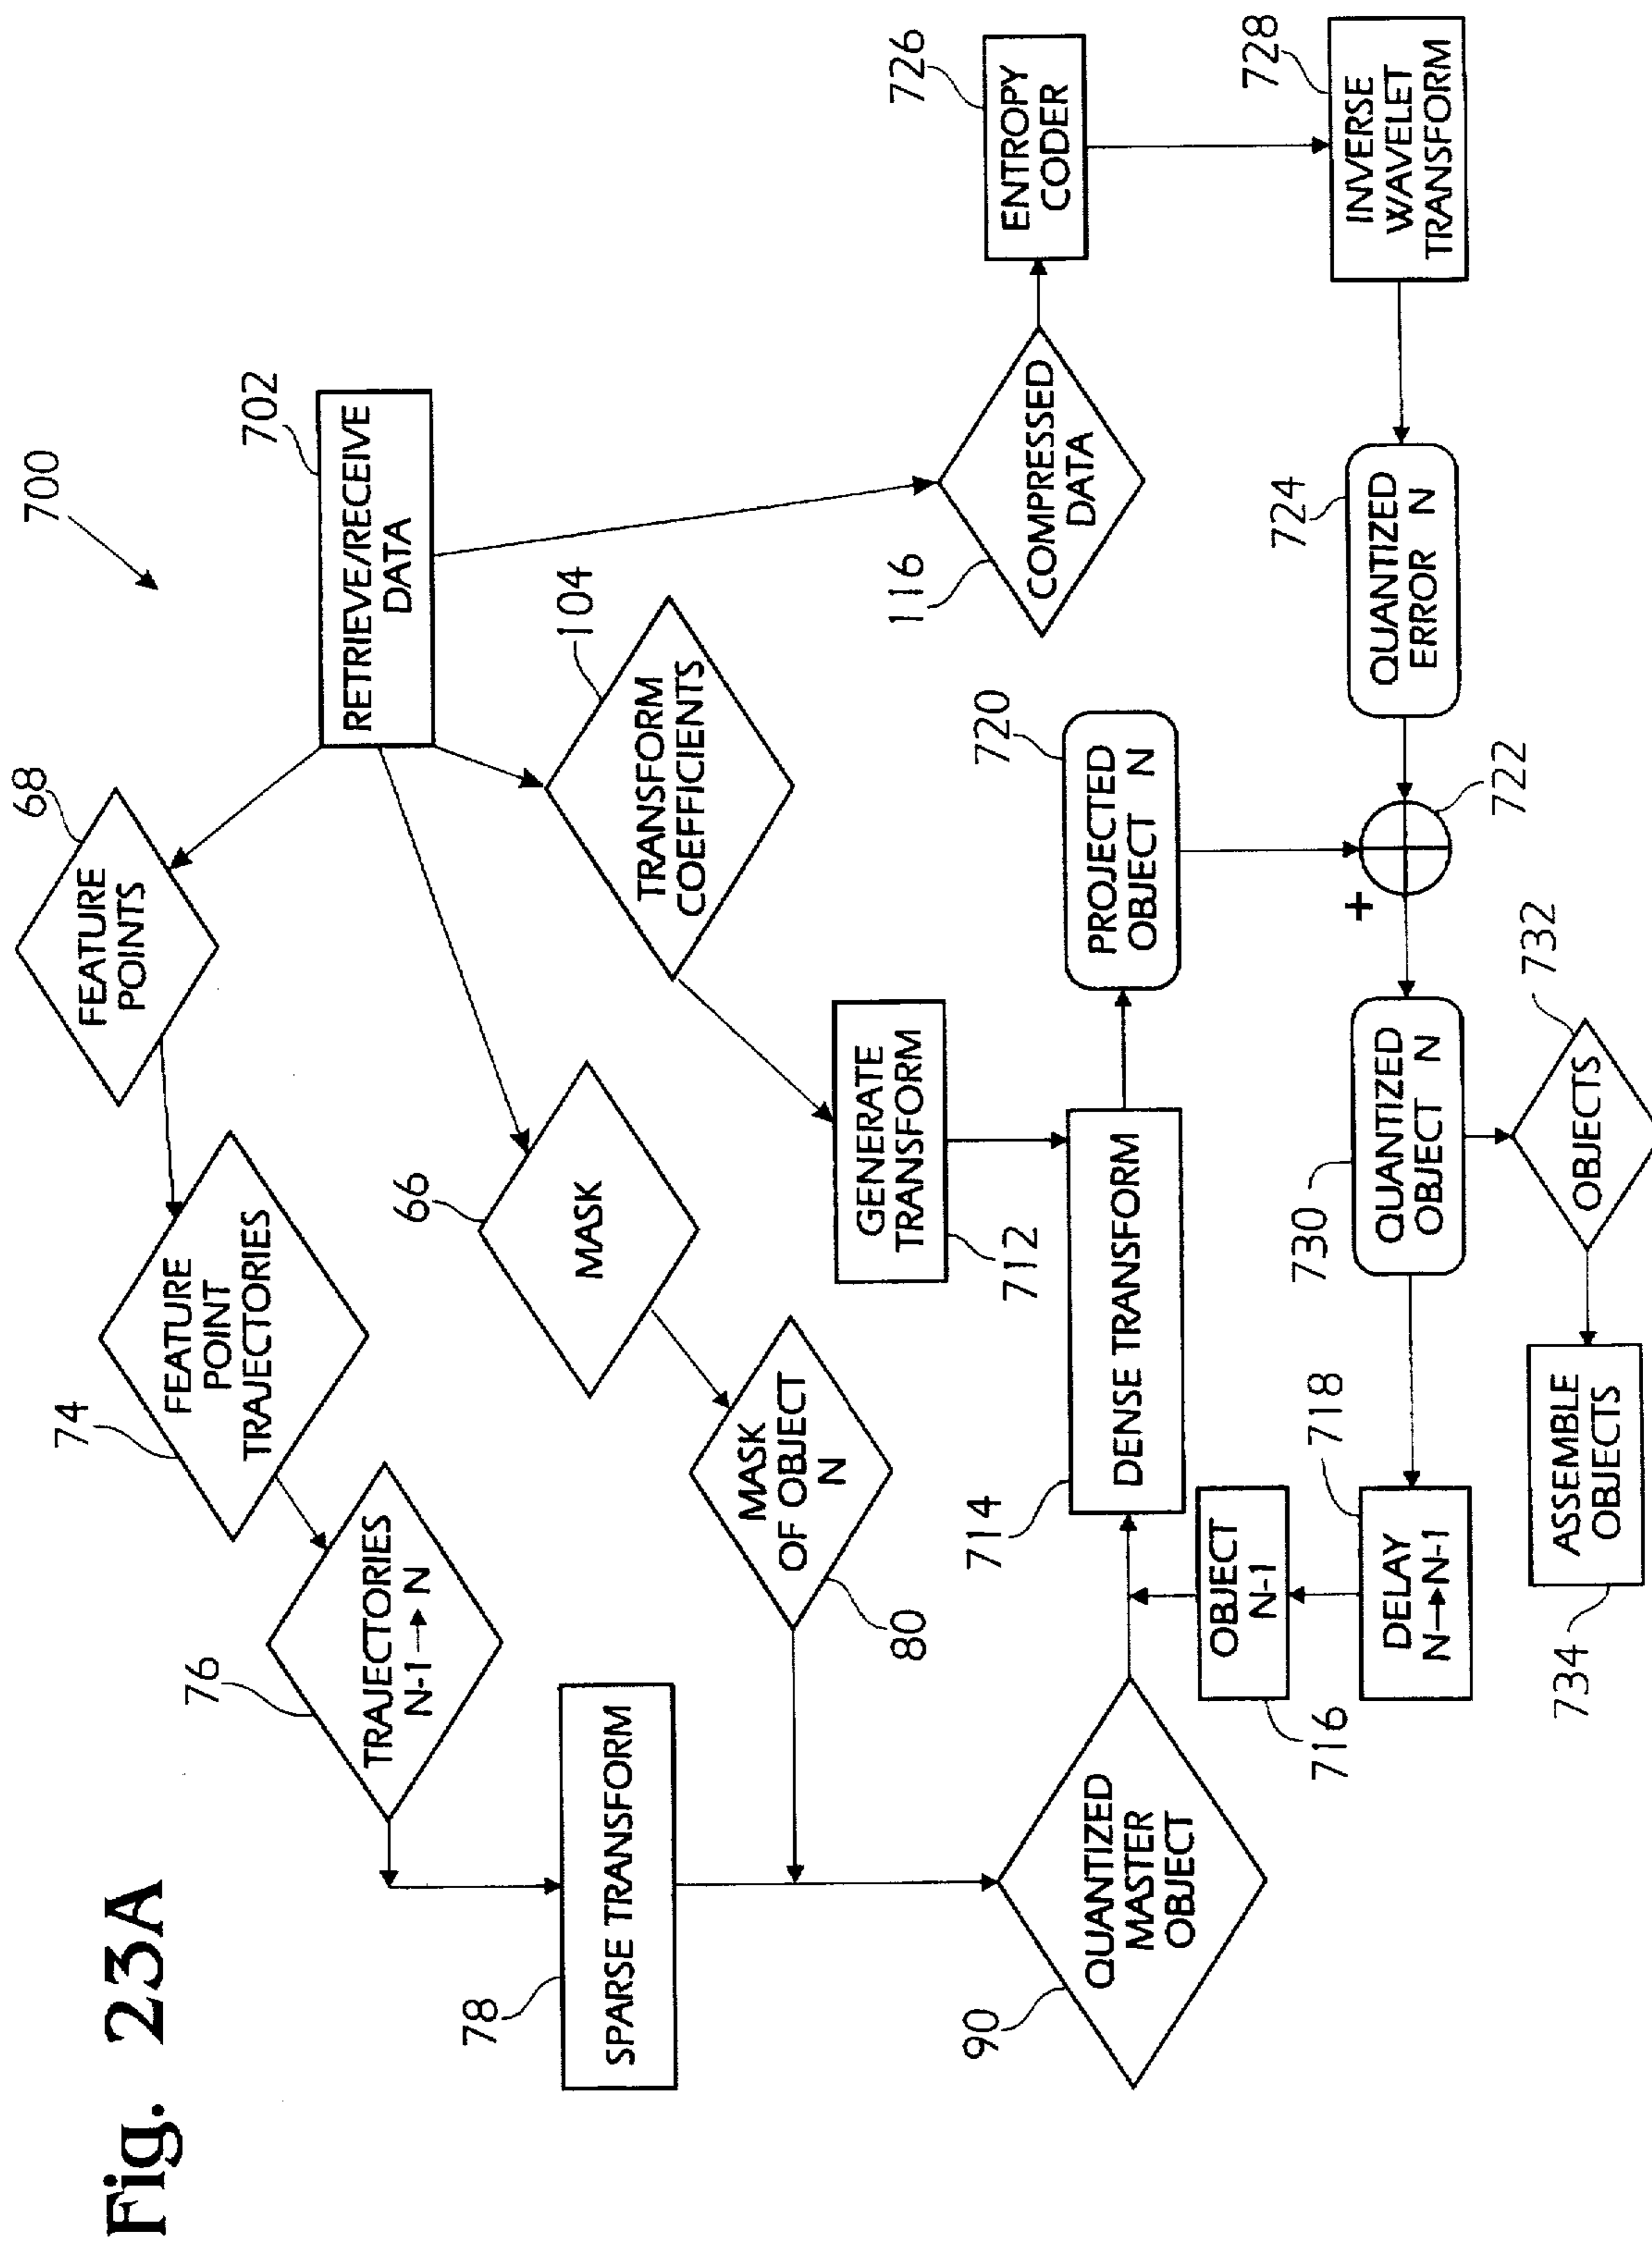 Fig. 23A
700
702
RETRIEVE/RECEIVE
DATA
68
FEATURE
POINTS
74
FEATURE
POINT
TRAJECTORIES
76
TRAJECTORIES
N-1→N
78
SPARSE TRANSFORM
66
MASK
MASK
OF OBJECT
N
80
104
TRANSFORM
COEFFICIENTS
GENERATE
TRANSFORM
712
90
QUANTIZED
MASTER
OBJECT
714
DENSE TRANSFORM
720
PROJECTED
OBJECT N
116
COMPRESSED
DATA
726
ENTROPY
CODER
728
INVERSE
WAVELET
TRANSFORM
724
QUANTIZED
ERROR N
+
722
730
QUANTIZED
OBJECT N
718
DELAY
N→N-1
716
OBJECT
N-1
732
OBJECTS
734
ASSEMBLE
OBJECTS